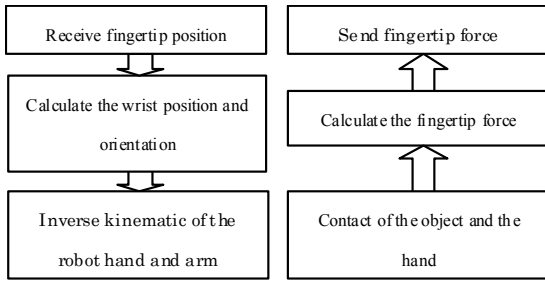 Receive fingertip position
Calculate the wrist position and
orientation
Inverse kinematic of the
robot hand and arm
Send fingertip force
Calculate the fingertip force
Contact of the object and the
hand